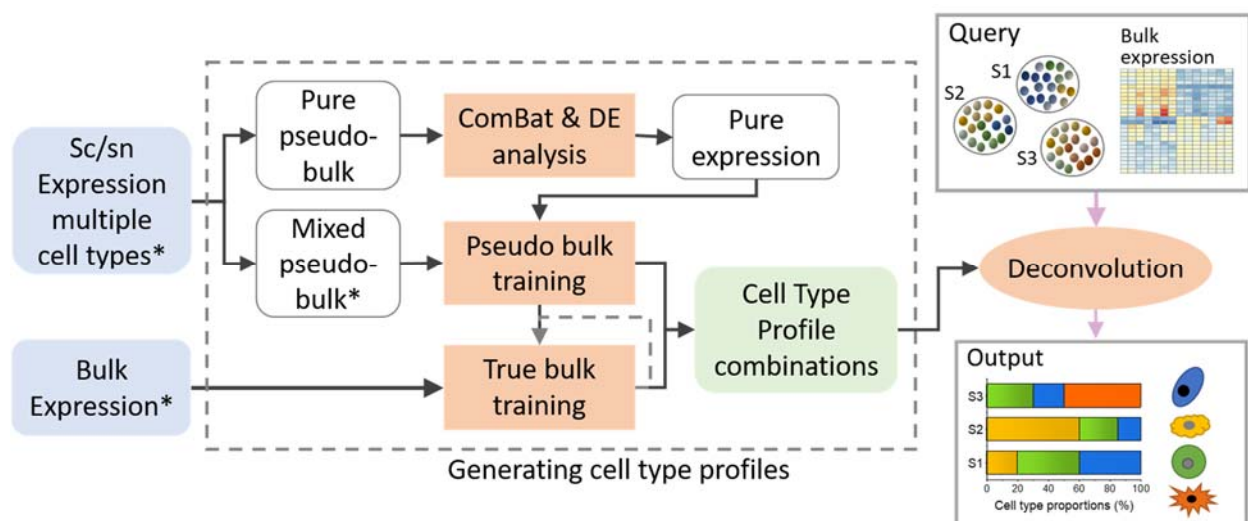 Sc/sn
Expression
multiple
cell types*
Bulk
Expression*
Pure
pseudo-
bulk
ComBat & DE
analysis
Pure
expression
Mixed
pseudo-
bulk*
Pseudo bulk
training
True bulk
training
Cell Type
Profile
combinations
Generating cell type profiles
Query
Bulk
expression
S1
S2
S3
Deconvolution
Output
S3
S2
S1
0 20 40 60 80 100
Cell type proportions (%)